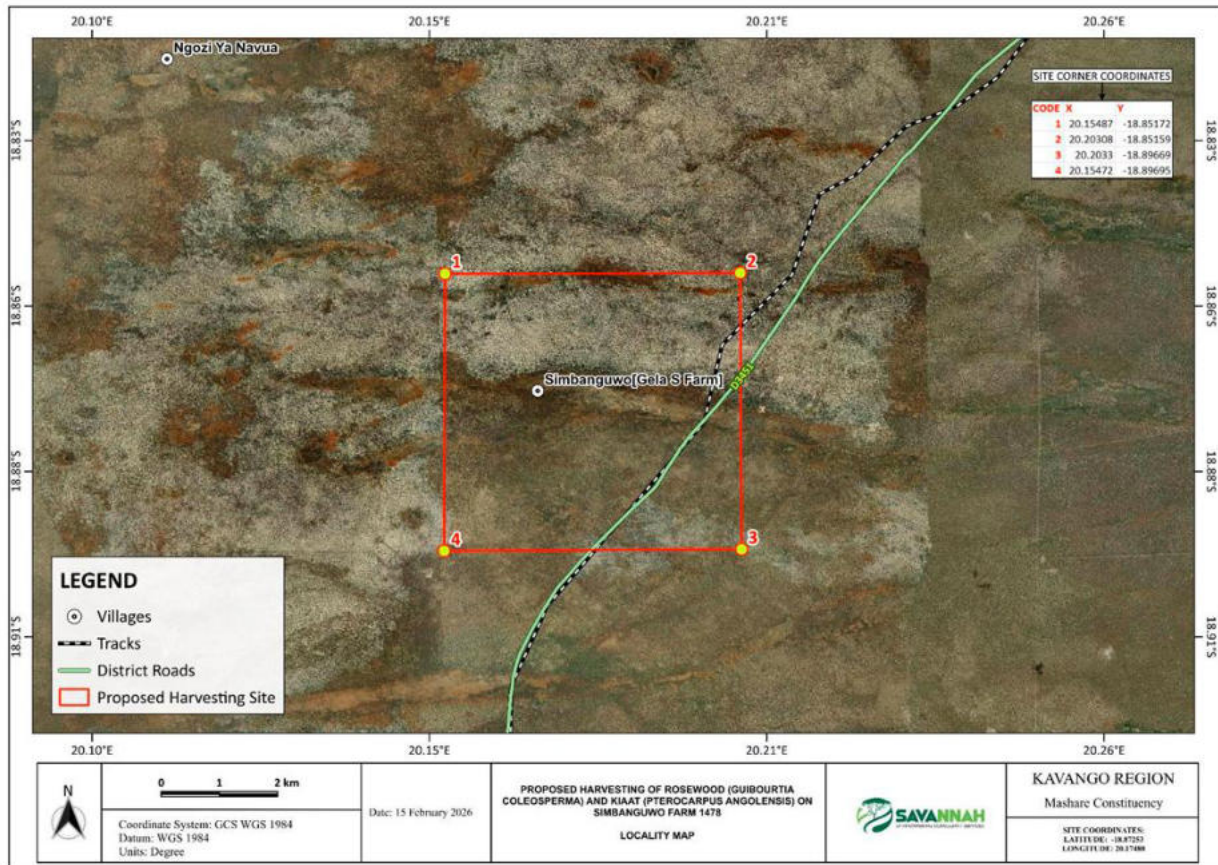 20.10°E 20.15°E 20.21°E 20.26°E
Ngozi Ya Navua
SITE CORNER COORDINATES
CODE X Y
1 20.15487 -18.85172
2 20.20308 -18.85159
3 20.2033 -18.89669
4 20.15472 -18.89695
18.83°S 18.83°S
1 2
18.86°S 18.86°S
Simbanguwo[Gela S Farm]
D3451
18.88°S 18.88°S
4 3
18.91°S 18.91°S
LEGEND
Villages
Tracks
District Roads
Proposed Harvesting Site
20.10°E 20.15°E 20.21°E 20.26°E
N
0 1 2 km
Coordinate System: GCS WGS 1984
Datum: WGS 1984
Units: Degree
Date: 15 February 2026
PROPOSED HARVESTING OF ROSEWOOD (GUIBOURTIA
COLEOSPERMA) AND KIAAT (PTEROCARPUS ANGOLENSIS) ON
SIMBANGUWO FARM 1478
LOCALITY MAP
SAVANNAH
KAVANGO REGION
Mashare Constituency
SITE COORDINATES:
LATITUDE: -18.87253
LONGITUDE: 20.17480